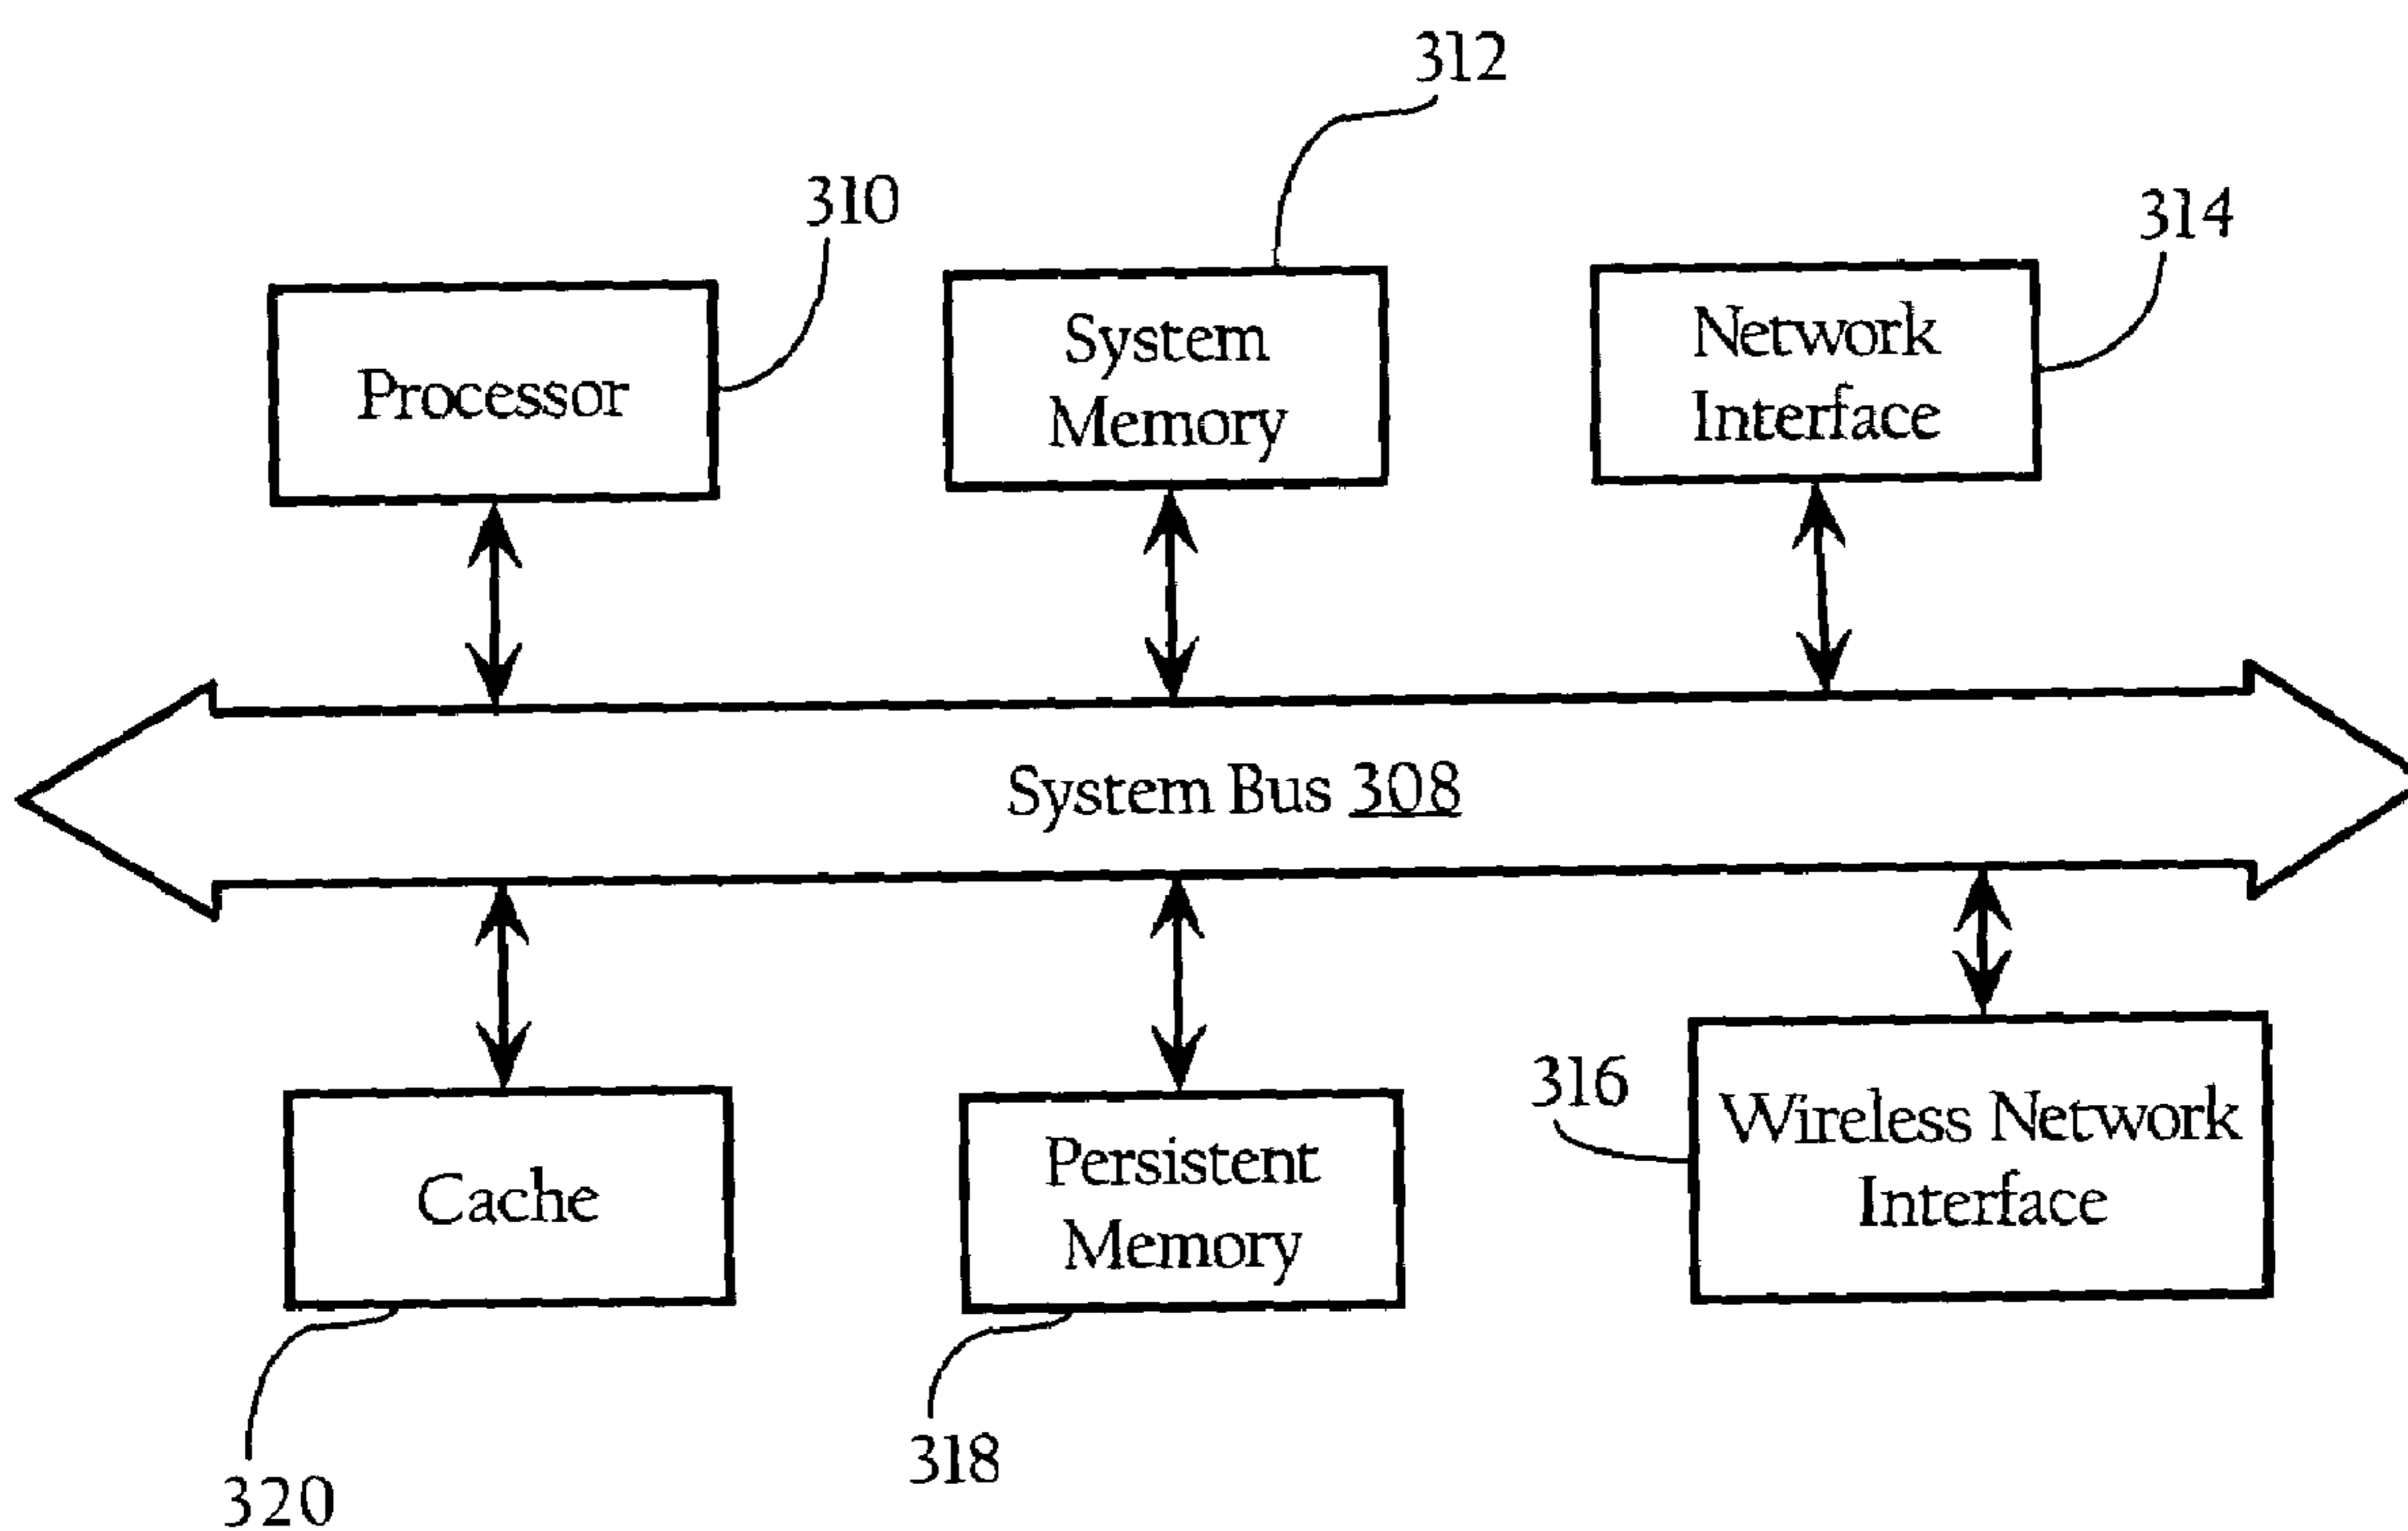 312
310
314
Processor
System
Memory
Network
Interface
System Bus 308
316
Cache
Persistent
Memory
Wireless Network
Interface
318
320